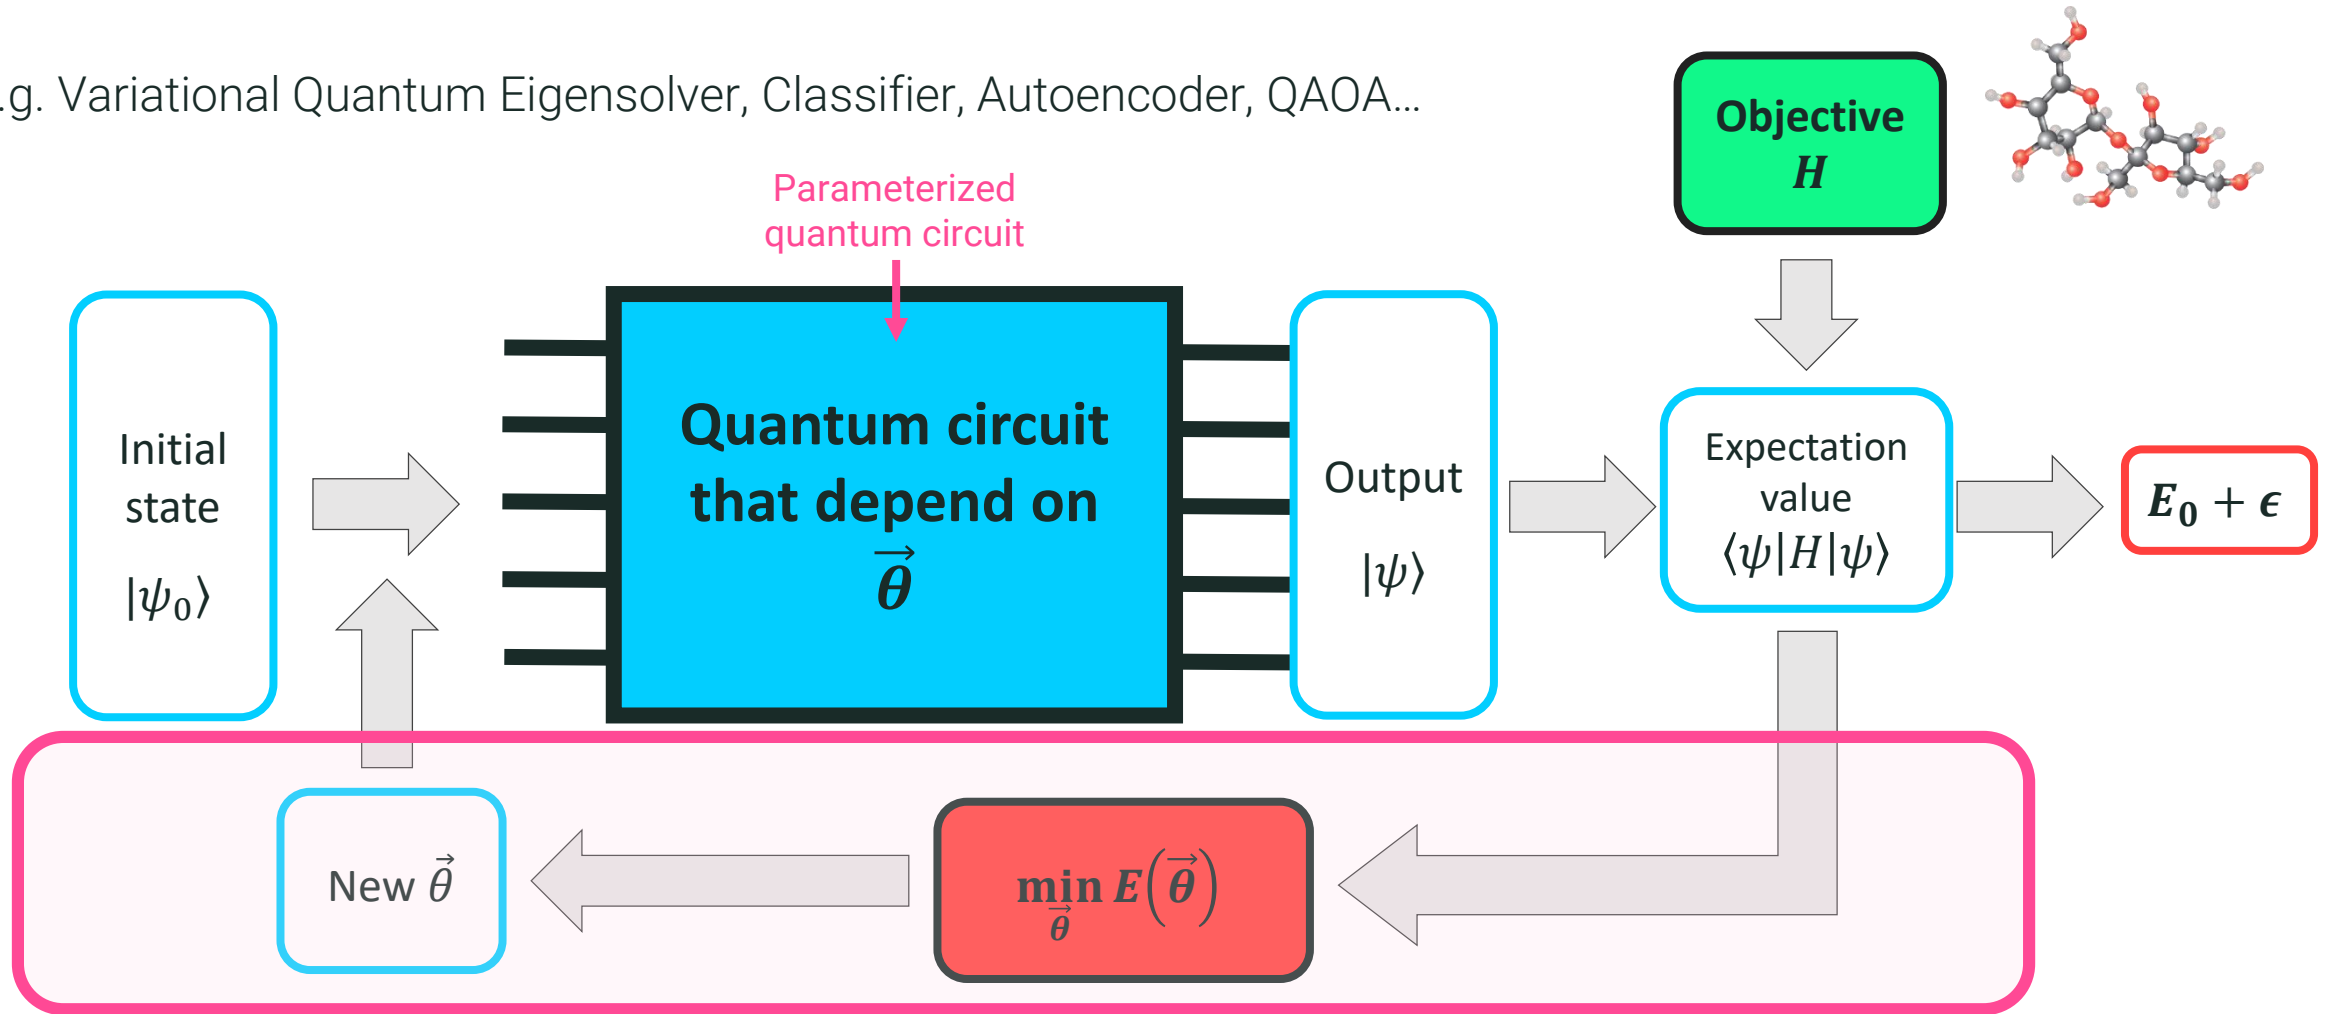 .g. Variational Quantum Eigensolver, Classifier, Autoencoder, QAOA...
Objective
H
Parameterized
quantum circuit
Initial
state
|ψ₀⟩
Quantum circuit
that depend on
θ⃗
Output
|ψ⟩
Expectation
value
⟨ψ|H|ψ⟩
E₀ + ϵ
New θ⃗
min E(θ⃗)
θ⃗